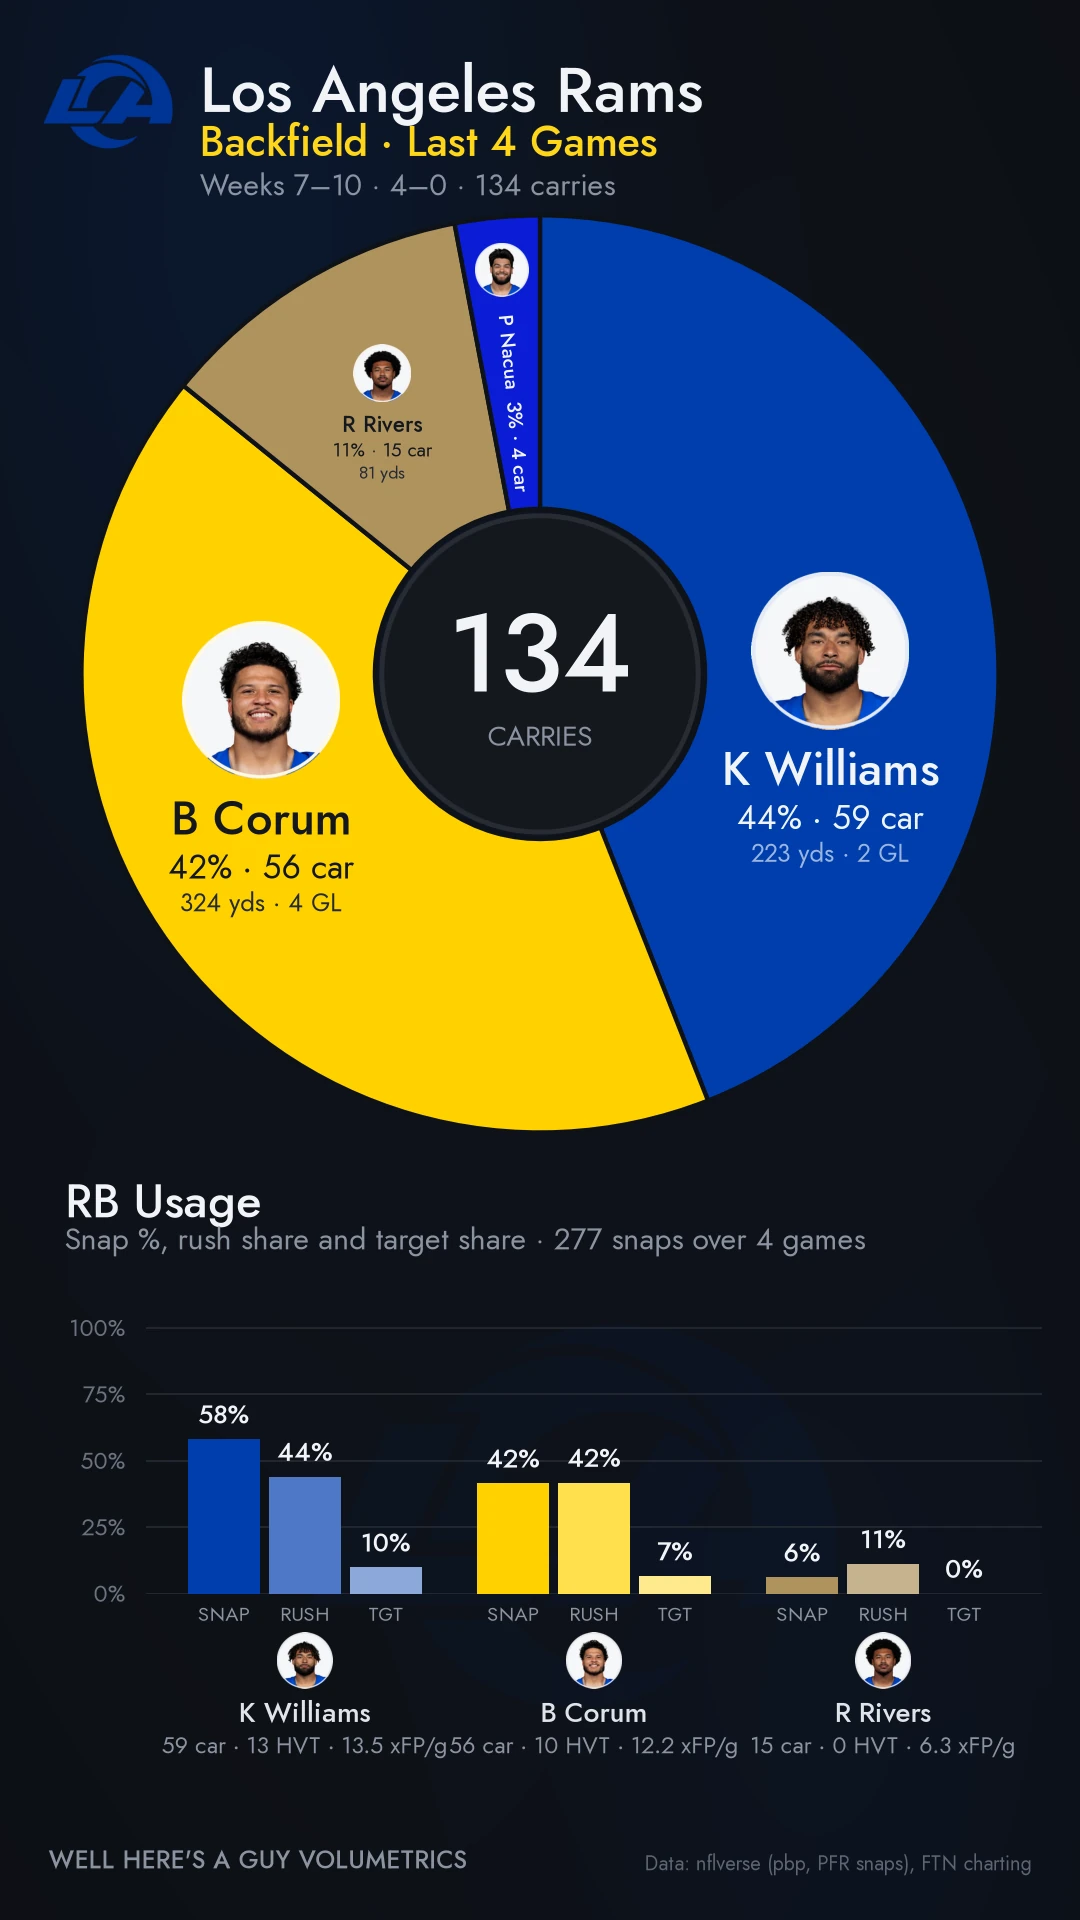 LA
Los Angeles Rams
Backfield · Last 4 Games
Weeks 7–10 · 4–0 · 134 carries
P Nacua 3% · 4 car
R Rivers
11% · 15 car
81 yds
134
CARRIES
K Williams
44% · 59 car
223 yds · 2 GL
B Corum
42% · 56 car
324 yds · 4 GL
RB Usage
Snap %, rush share and target share · 277 snaps over 4 games
100%
75%
50%
25%
0%
58% 44% 10% 42% 42% 7% 6% 11% 0%
SNAP RUSH TGT SNAP RUSH TGT SNAP RUSH TGT
K Williams B Corum R Rivers
59 car · 13 HVT · 13.5 xFP/g 56 car · 10 HVT · 12.2 xFP/g 15 car · 0 HVT · 6.3 xFP/g
WELL HERE'S A GUY VOLUMETRICS
Data: nflverse (pbp, PFR snaps), FTN charting